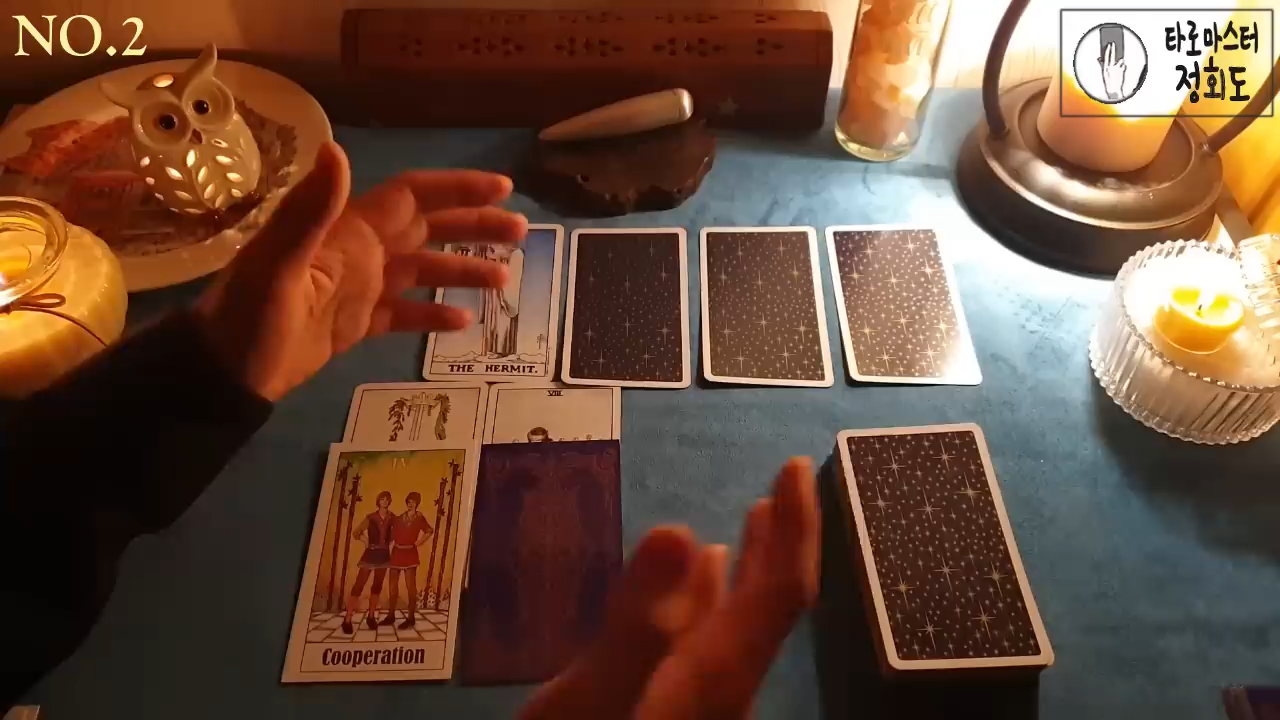 NO.2
타로마스터
정회도
THE HERMIT.
VIII.
IV
Cooperation